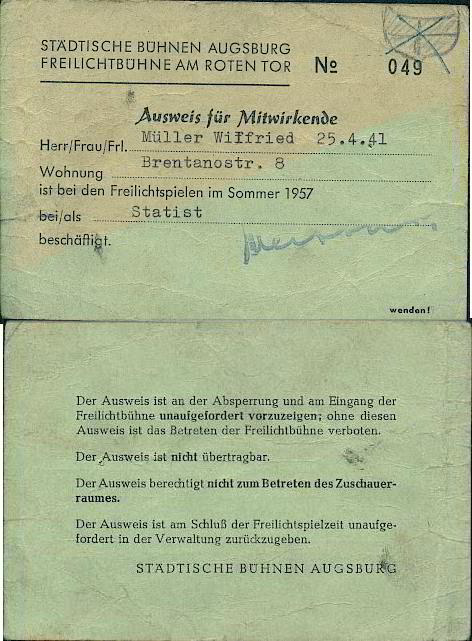 STÄDTISCHE BÜHNEN AUGSBURG
FREILICHTBÜHNE AM ROTEN TOR № 049
Ausweis für Mitwirkende
Herr/Frau/Frl. Müller Wilfried 25.4.41
Wohnung Brentanostr. 8
ist bei den Freilichtspielen im Sommer 1957
bei/als Statist
beschäftigt.
wenden!
Der Ausweis ist an der Absperrung und am Eingang der
Freilichtbühne unaufgefordert vorzuzeigen; ohne diesen
Ausweis ist das Betreten der Freilichtbühne verboten.
Der Ausweis ist nicht übertragbar.
Der Ausweis berechtigt nicht zum Betreten des Zuschauer-
raumes.
Der Ausweis ist am Schluß der Freilichtspielzeit unaufge-
fordert in der Verwaltung zurückzugeben.
STÄDTISCHE BÜHNEN AUGSBURG